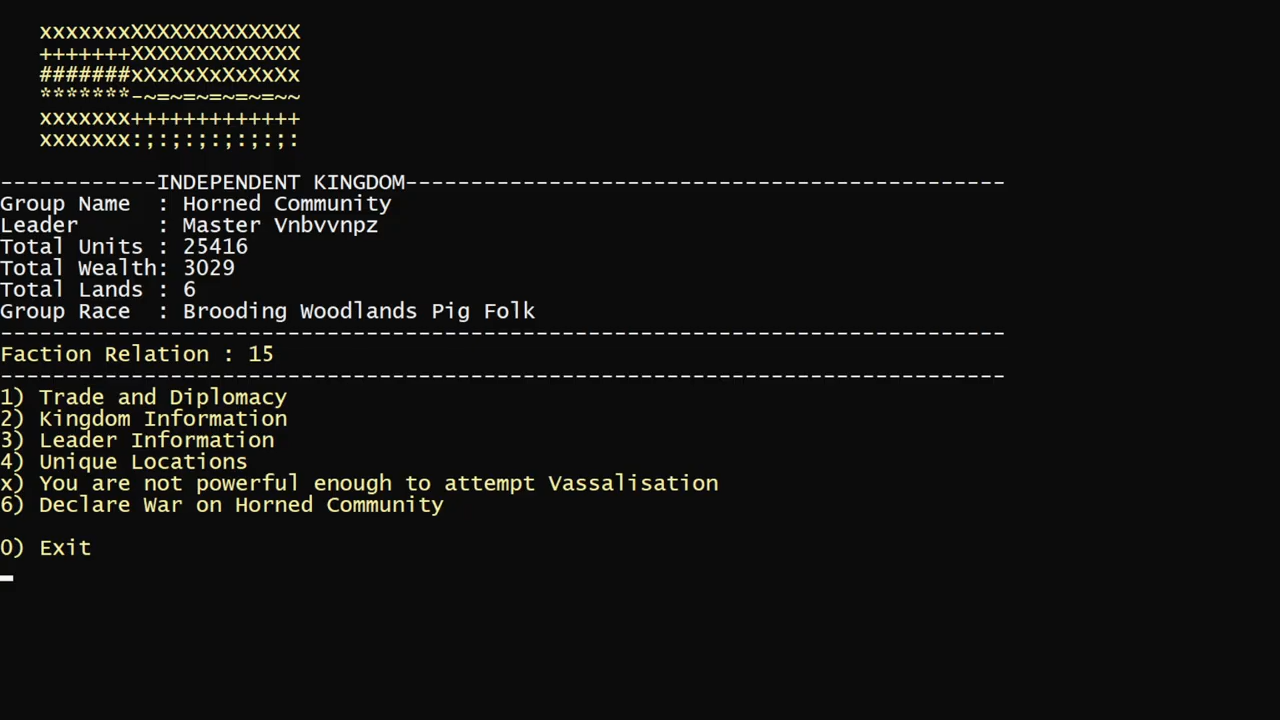 xxxxxxxXXXXXXXXXXXXX
+++++++XXXXXXXXXXXXX
#######xXxXxXxXxXxXx
*******-~=~=~=~=~=~~
xxxxxxx+++++++++++++
xxxxxxx:;:;:;:;:;:;:
------------INDEPENDENT KINGDOM----------------------------------------------
Group Name  : Horned Community
Leader      : Master Vnbvvnpz
Total Units : 25416
Total Wealth: 3029
Total Lands : 6
Group Race  : Brooding Woodlands Pig Folk
-----------------------------------------------------------------------------
Faction Relation : 15
-----------------------------------------------------------------------------
1) Trade and Diplomacy
2) Kingdom Information
3) Leader Information
4) Unique Locations
x) You are not powerful enough to attempt Vassalisation
6) Declare War on Horned Community
0) Exit